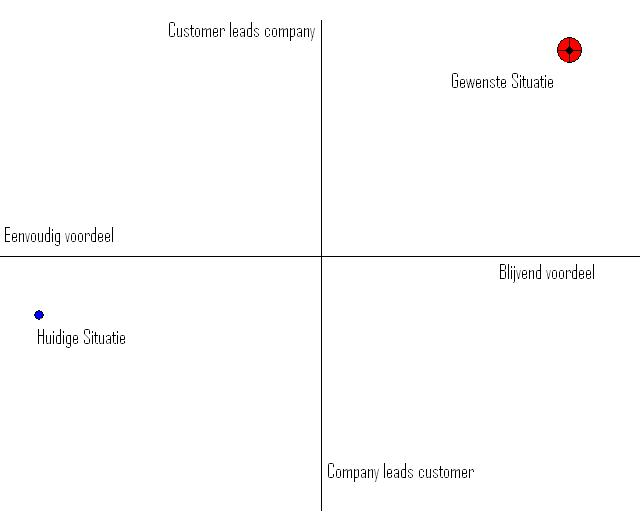 Customer leads company
Gewenste Situatie
Eenvoudig voordeel
Blijvend voordeel
Huidige Situatie
Company leads customer